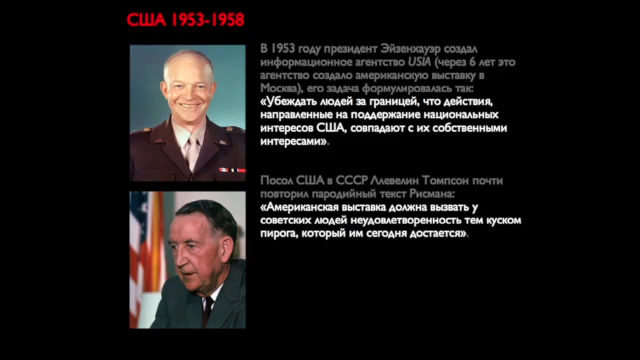 США 1953-1958
В 1953 году президент Эйзенхауэр создал
информационное агентство USIA (через 6 лет это
агентство создало американскую выставку в
Москва), его задача формулировалась так:
«Убеждать людей за границей, что действия,
направленные на поддержание национальных
интересов США, совпадают с их собственными
интересами».
Посол США в СССР Ллевелин Томпсон почти
повторил пародийный текст Рисмана:
«Американская выставка должна вызвать у
советских людей неудовлетворенность тем куском
пирога, который им сегодня достается».